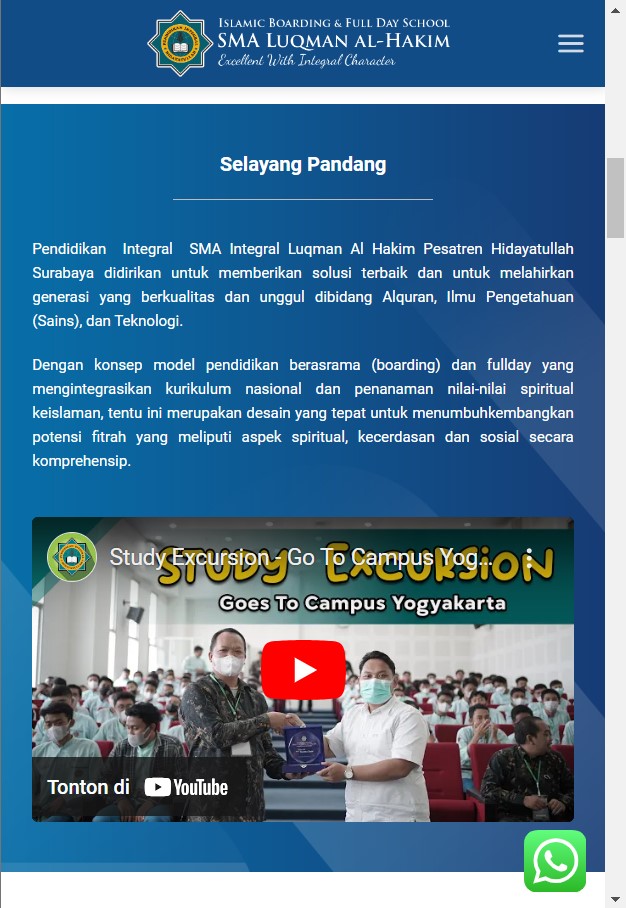 Islamic Boarding & Full Day School
SMA Luqman Al-Hakim
Excellent With Integral Character
Selayang Pandang
Pendidikan Integral SMA Integral Luqman Al Hakim Pesatren Hidayatullah
Surabaya didirikan untuk memberikan solusi terbaik dan untuk melahirkan
generasi yang berkualitas dan unggul dibidang Alquran, Ilmu Pengetahuan
(Sains), dan Teknologi.
Dengan konsep model pendidikan berasrama (boarding) dan fullday yang
mengintegrasikan kurikulum nasional dan penanaman nilai-nilai spiritual
keislaman, tentu ini merupakan desain yang tepat untuk menumbuhkembangkan
potensi fitrah yang meliputi aspek spiritual, kecerdasan dan sosial secara
komprehensip.
Study Excursion - Go To Campus Yog...
Study Excursion
Goes To Campus Yogyakarta
Tonton di YouTube